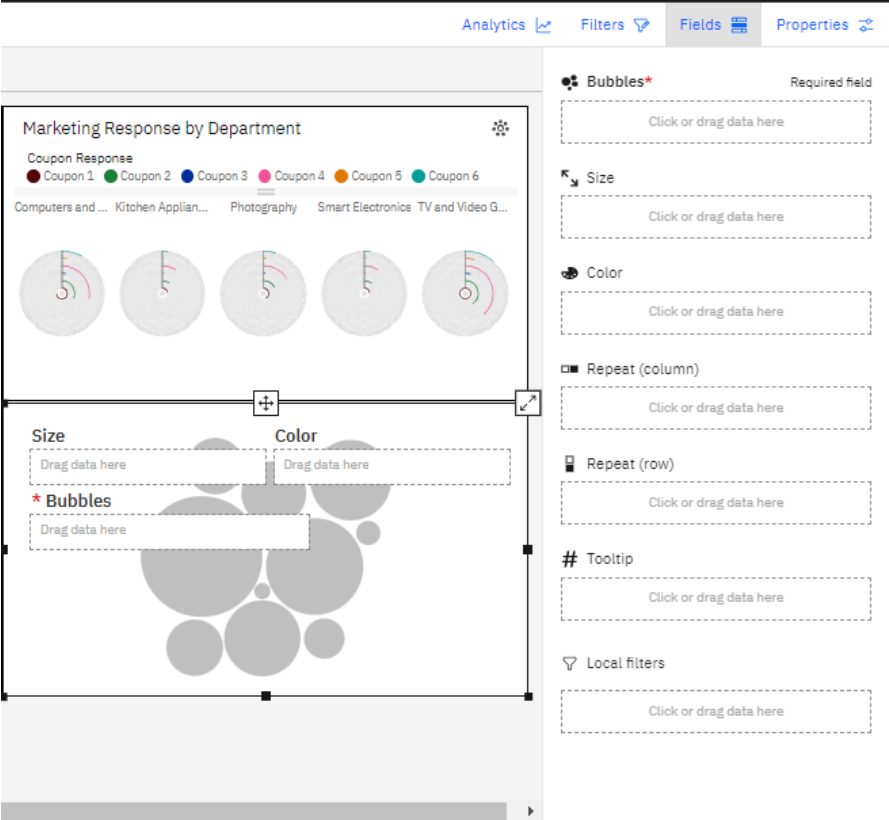 Analytics Filters Fields Properties
Marketing Response by Department
Coupon Response
Coupon 1 Coupon 2 Coupon 3 Coupon 4 Coupon 5 Coupon 6
Computers and ... Kitchen Applian... Photography Smart Electronics TV and Video G...
Size Color
Drag data here Drag data here
* Bubbles
Drag data here
Bubbles* Required field
Click or drag data here
Size
Click or drag data here
Color
Click or drag data here
Repeat (column)
Click or drag data here
Repeat (row)
Click or drag data here
# Tooltip
Click or drag data here
Local filters
Click or drag data here